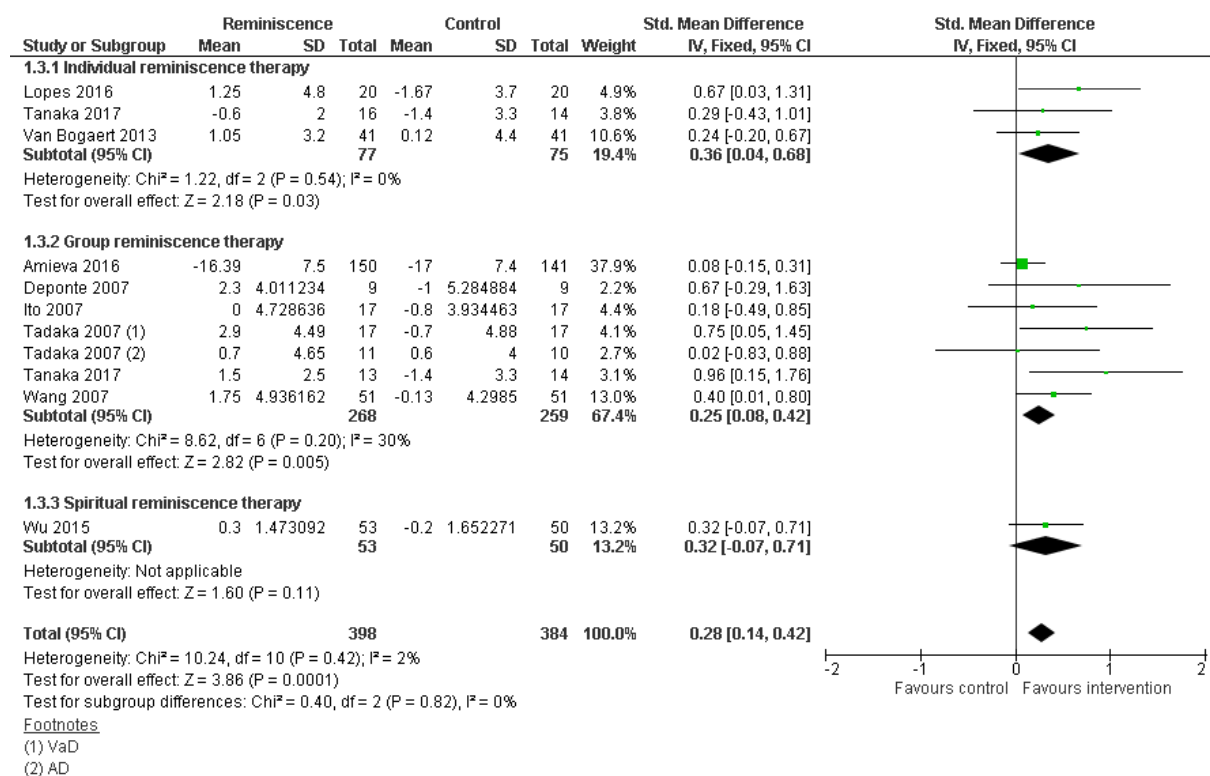 Reminiscence Control Std. Mean Difference Std. Mean Difference
Study or Subgroup Mean SD Total Mean SD Total Weight IV, Fixed, 95% CI IV, Fixed, 95% CI
1.3.1 Individual reminiscence therapy
Lopes 2016 1.25 4.8 20 -1.67 3.7 20 4.9% 0.67 [0.03, 1.31]
Tanaka 2017 -0.6 2 16 -1.4 3.3 14 3.8% 0.29 [-0.43, 1.01]
Van Bogaert 2013 1.05 3.2 41 0.12 4.4 41 10.6% 0.24 [-0.20, 0.67]
Subtotal (95% CI) 77 75 19.4% 0.36 [0.04, 0.68]
Heterogeneity: Chi² = 1.22, df = 2 (P = 0.54); I² = 0%
Test for overall effect: Z = 2.18 (P = 0.03)
1.3.2 Group reminiscence therapy
Amieva 2016 -16.39 7.5 150 -17 7.4 141 37.9% 0.08 [-0.15, 0.31]
Deponte 2007 2.3 4.011234 9 -1 5.284884 9 2.2% 0.67 [-0.29, 1.63]
Ito 2007 0 4.728636 17 -0.8 3.934463 17 4.4% 0.18 [-0.49, 0.85]
Tadaka 2007 (1) 2.9 4.49 17 -0.7 4.88 17 4.1% 0.75 [0.05, 1.45]
Tadaka 2007 (2) 0.7 4.65 11 0.6 4 10 2.7% 0.02 [-0.83, 0.88]
Tanaka 2017 1.5 2.5 13 -1.4 3.3 14 3.1% 0.96 [0.15, 1.76]
Wang 2007 1.75 4.936162 51 -0.13 4.2985 51 13.0% 0.40 [0.01, 0.80]
Subtotal (95% CI) 268 259 67.4% 0.25 [0.08, 0.42]
Heterogeneity: Chi² = 8.62, df = 6 (P = 0.20); I² = 30%
Test for overall effect: Z = 2.82 (P = 0.005)
1.3.3 Spiritual reminiscence therapy
Wu 2015 0.3 1.473092 53 -0.2 1.652271 50 13.2% 0.32 [-0.07, 0.71]
Subtotal (95% CI) 53 50 13.2% 0.32 [-0.07, 0.71]
Heterogeneity: Not applicable
Test for overall effect: Z = 1.60 (P = 0.11)
Total (95% CI) 398 384 100.0% 0.28 [0.14, 0.42]
Heterogeneity: Chi² = 10.24, df = 10 (P = 0.42); I² = 2%
Test for overall effect: Z = 3.86 (P = 0.0001)
Test for subgroup differences: Chi² = 0.40, df = 2 (P = 0.82), I² = 0%
-2 -1 0 1 2
Favours control Favours intervention
Footnotes
(1) VaD
(2) AD